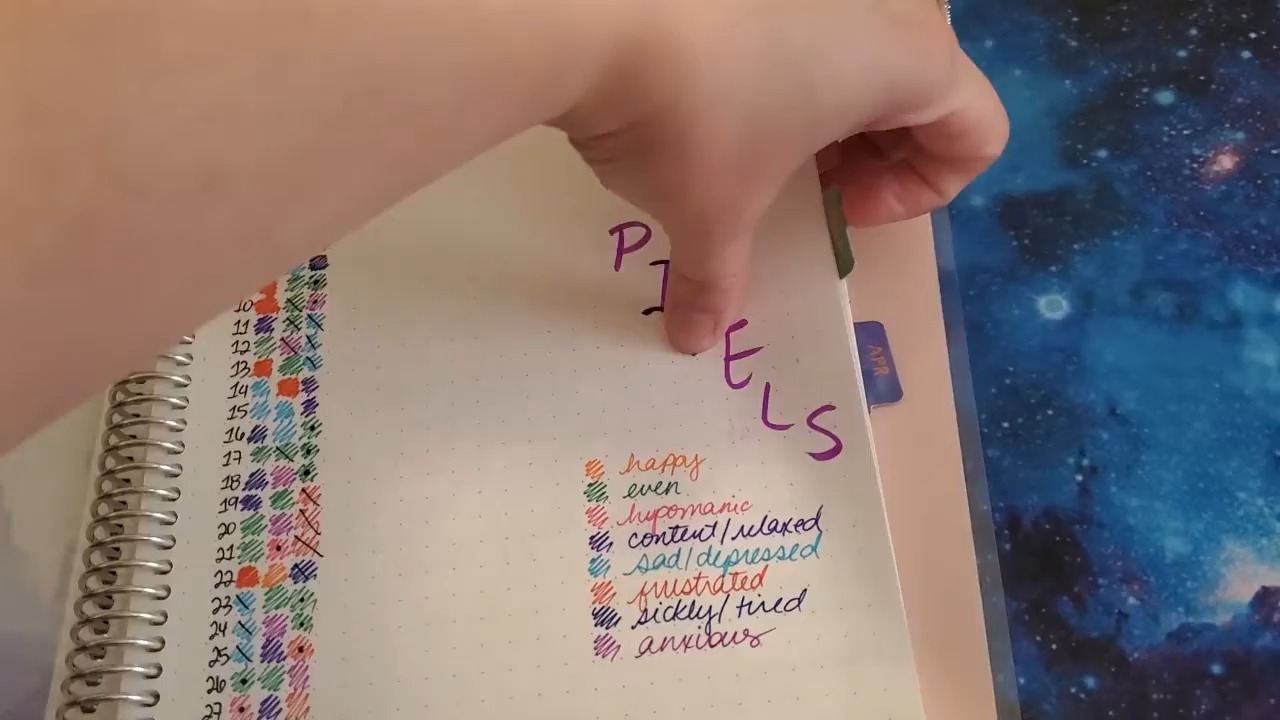 P
I
E
L
S
APR
10
11
12
13
14
15
16
17
18
19
20
21
22
23
24
25
26
27
happy
even
hypomanic
content/relaxed
sad/depressed
frustrated
sickly/tired
anxious